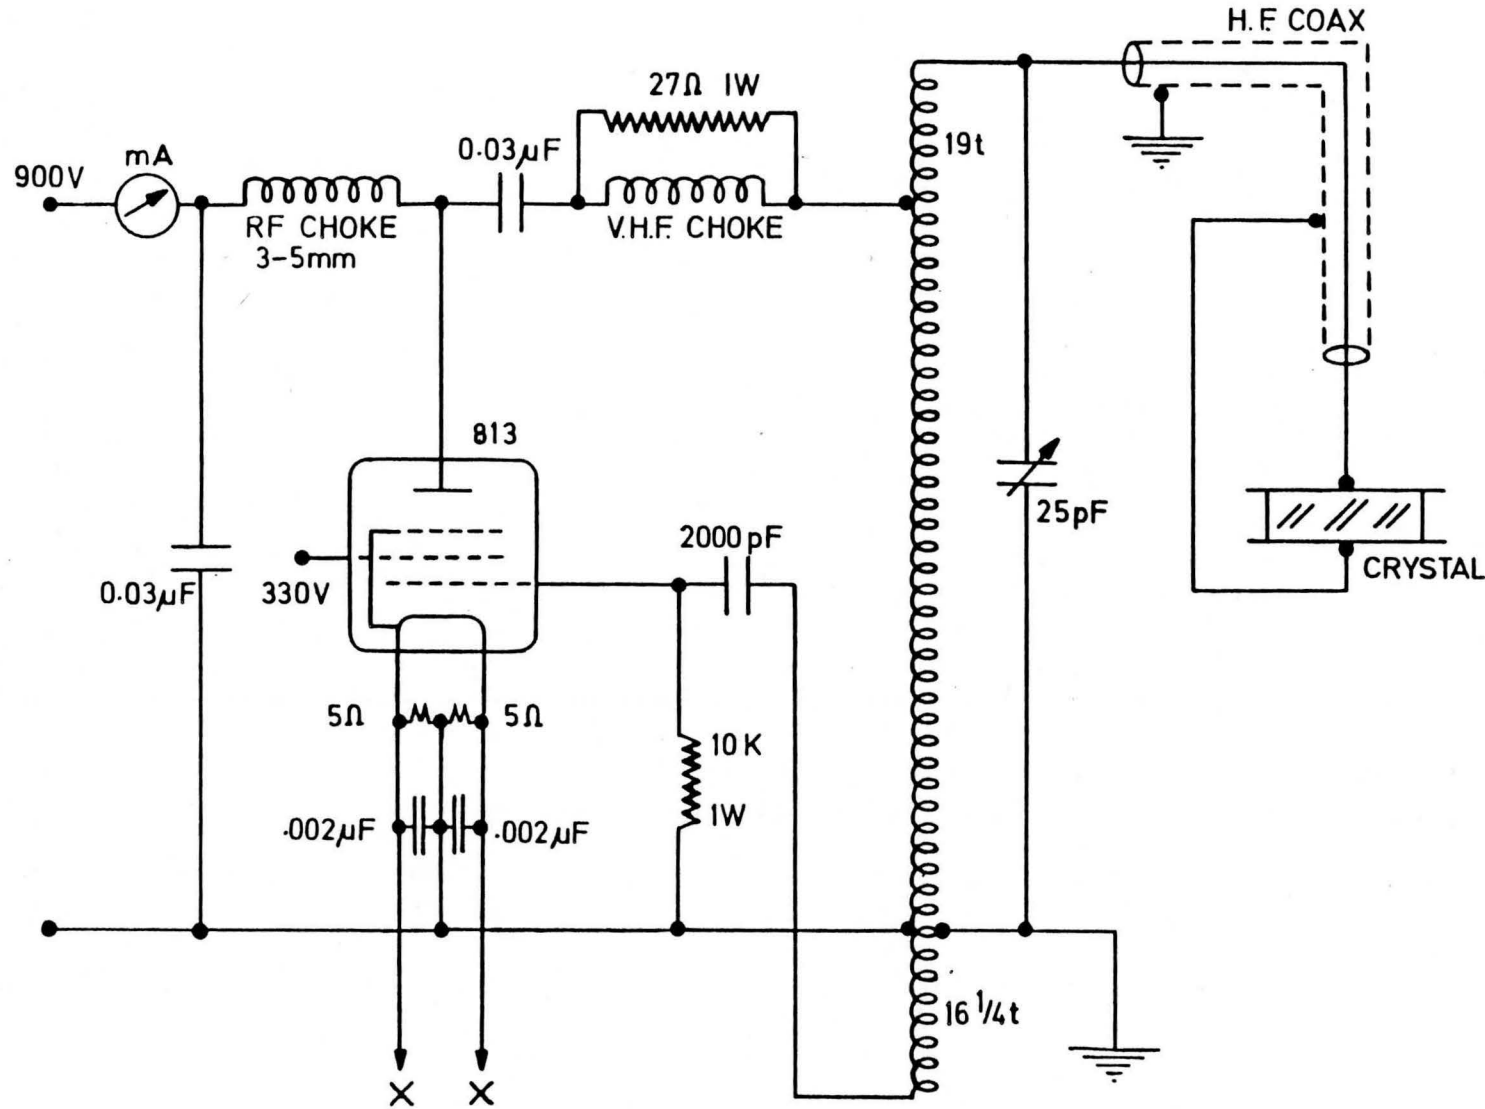 H.F. COAX
27Ω 1W
19t
0.03µF
mA
900V
RF CHOKE
3-5mm
V.H.F. CHOKE
813
25pF
2000pF
CRYSTAL
330V
0.03µF
5Ω
5Ω
10K
1W
.002µF
.002µF
16 1/4t
X
X